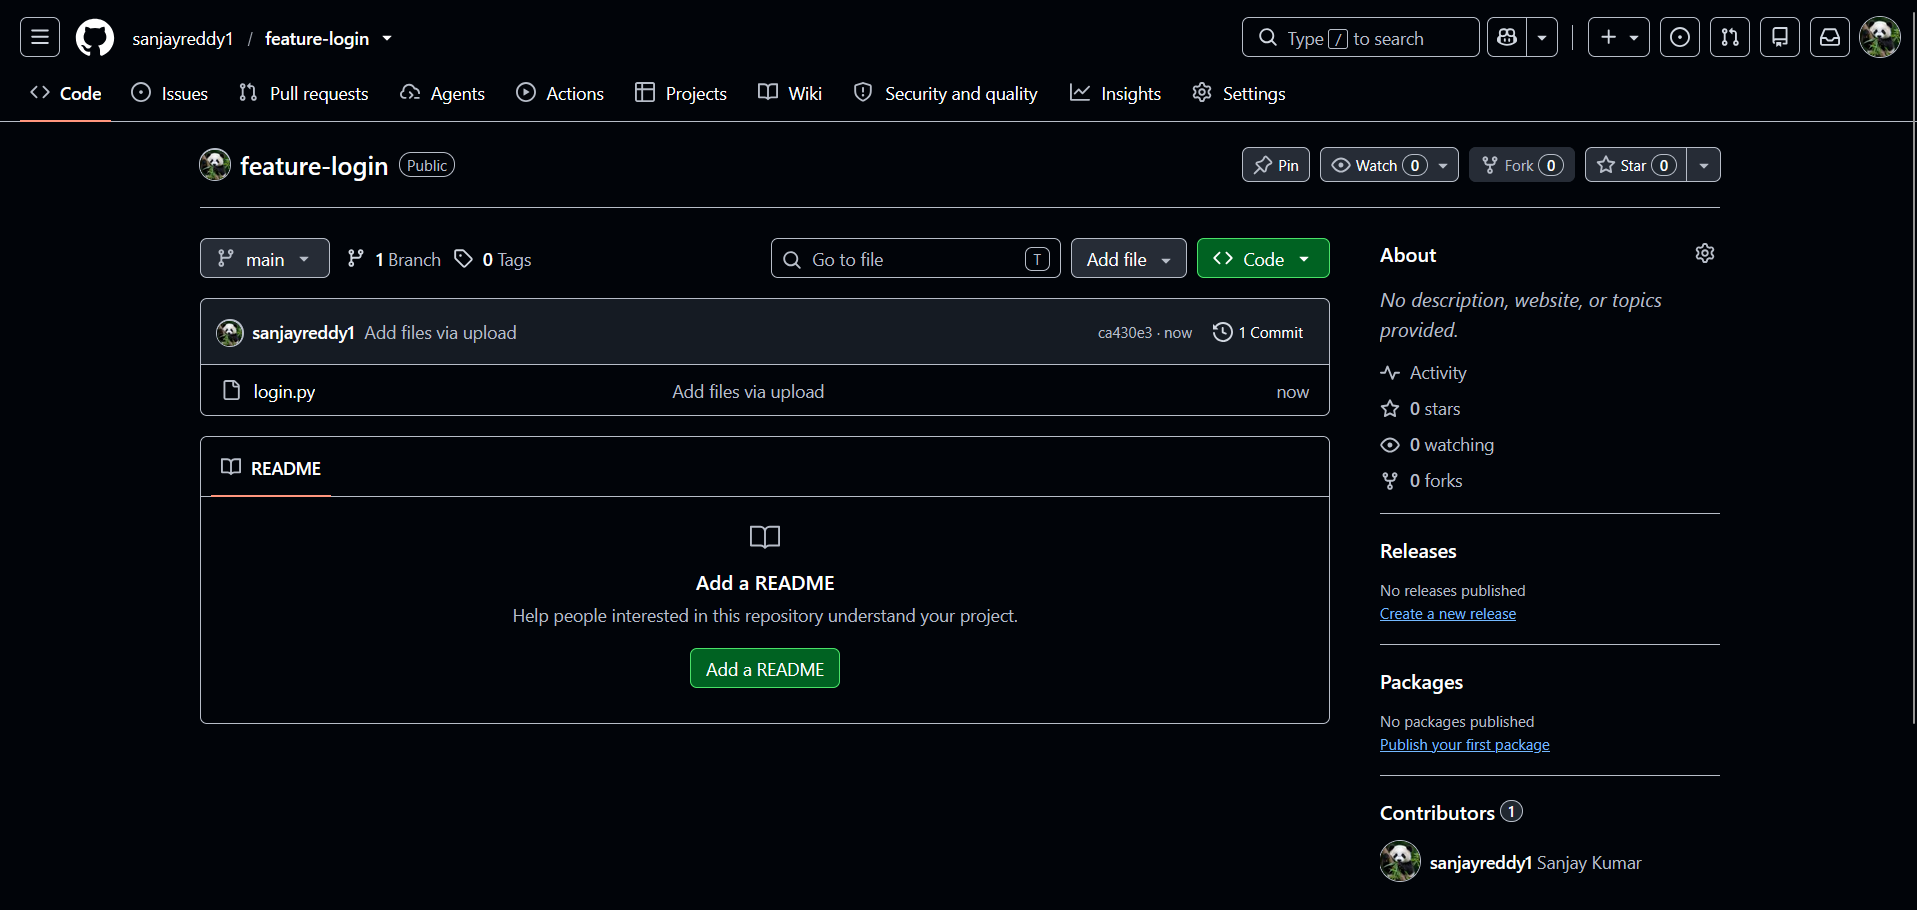 sanjayreddy1 / feature-login
Type / to search
Code Issues Pull requests Agents Actions Projects Wiki Security and quality Insights Settings
feature-login Public
Pin Watch 0 Fork 0 Star 0
main 1 Branch 0 Tags Go to file T Add file Code
sanjayreddy1 Add files via upload ca430e3 · now 1 Commit
login.py Add files via upload now
README
Add a README
Help people interested in this repository understand your project.
Add a README
About
No description, website, or topics
provided.
Activity
0 stars
0 watching
0 forks
Releases
No releases published
Create a new release
Packages
No packages published
Publish your first package
Contributors 1
sanjayreddy1 Sanjay Kumar